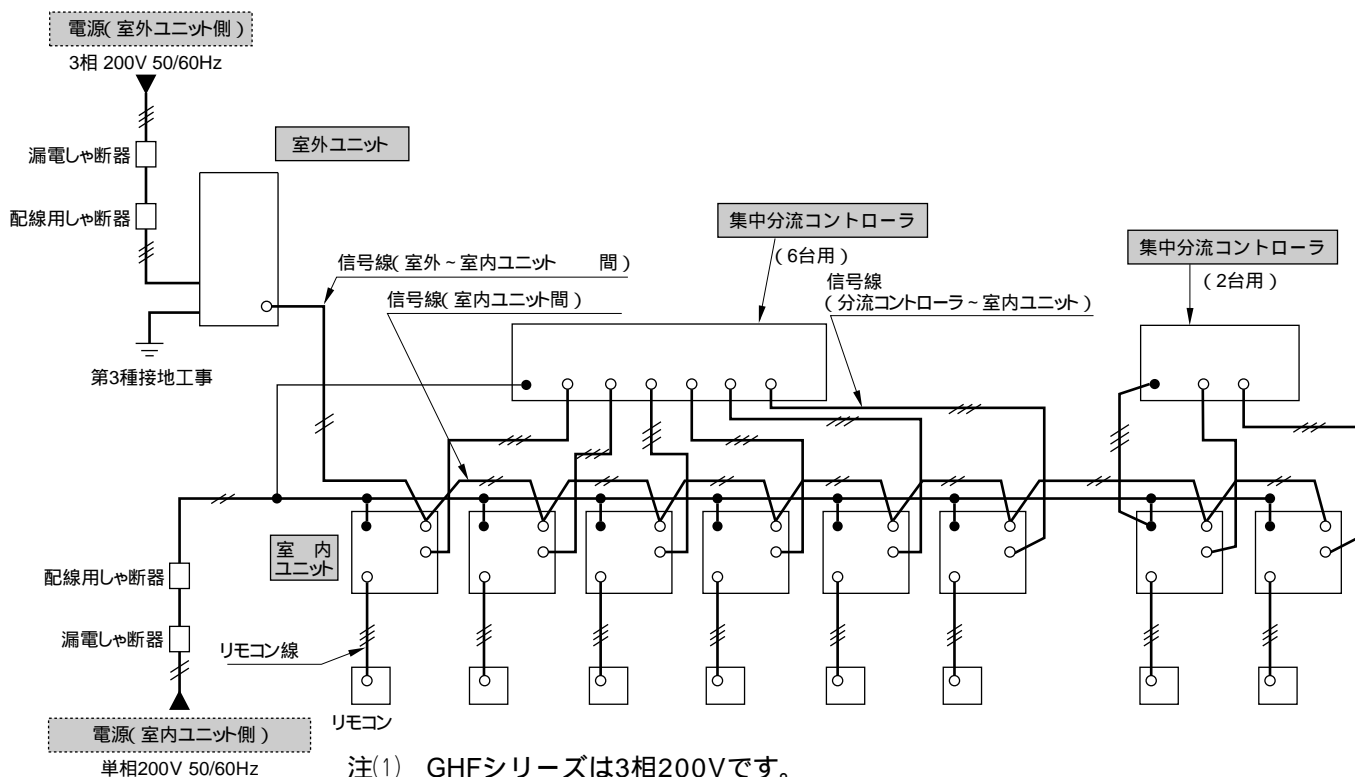 電源(室外ユニット側)
3相 200V 50/60Hz
漏電しゃ断器
配線用しゃ断器
室外ユニット
第3種接地工事
信号線(室外~室内ユニット 間)
信号線(室内ユニット間)
集中分流コントローラ
(6台用)
信号線
(分流コントローラ~室内ユニット)
集中分流コントローラ
(2台用)
室 内
ユニット
配線用しゃ断器
漏電しゃ断器
リモコン線
リモコン
電源(室内ユニット側)
単相200V 50/60Hz
注(1) GHFシリーズは3相200Vです。